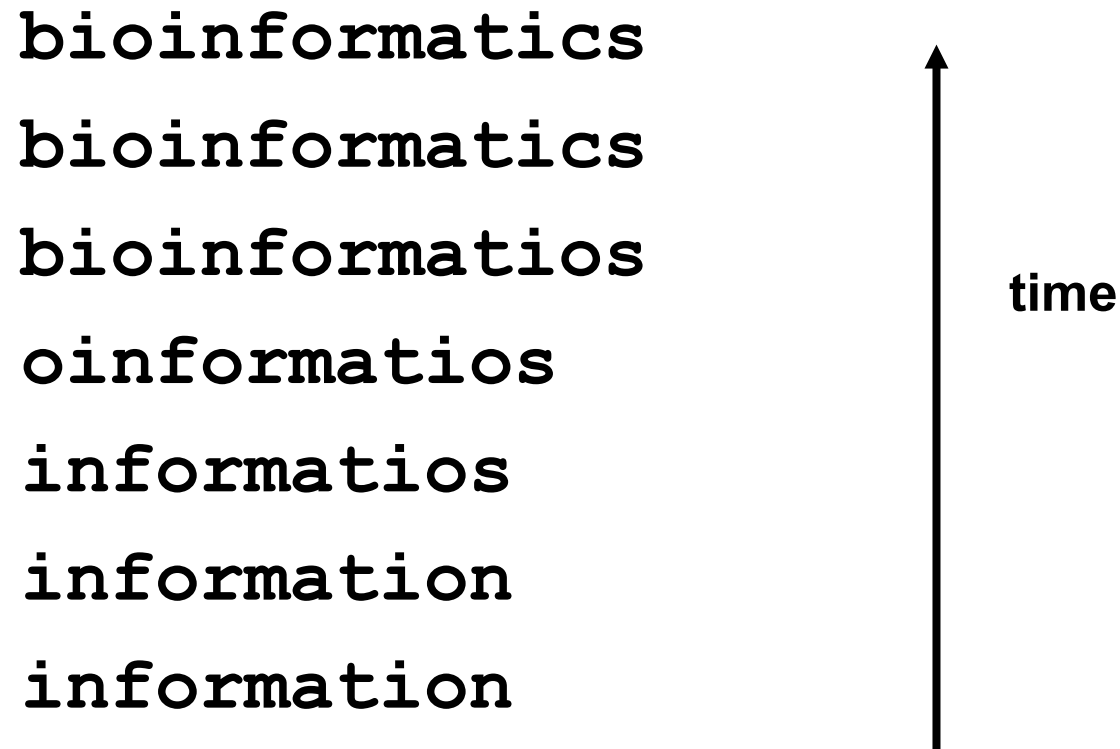 bioinformatics
bioinformatics
bioinformatios
oinformatios
informatios
information
information
time